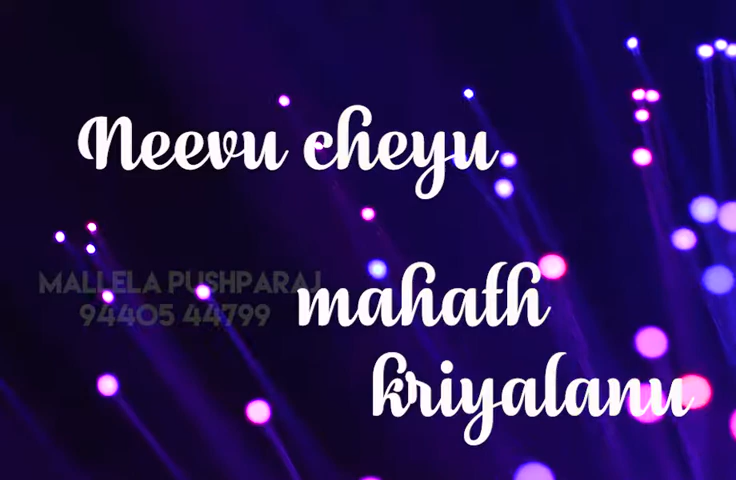 Neevu cheyu
MALLELA PUSHPARAJ
94405 44799
mahath
kriyalanu